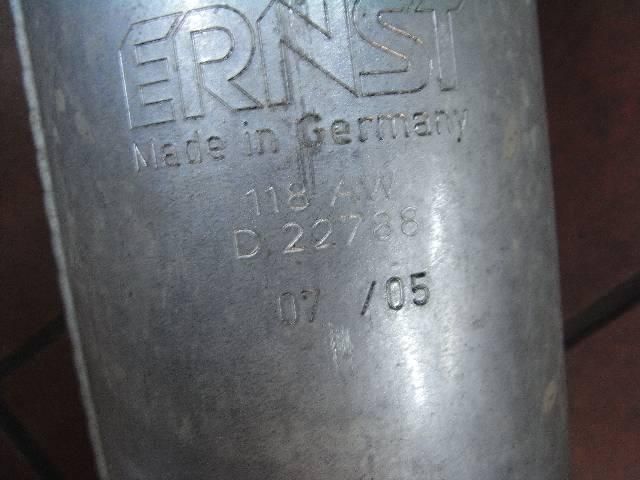 ERNST
Made in Germany
118 AW
D 22788
07 /05